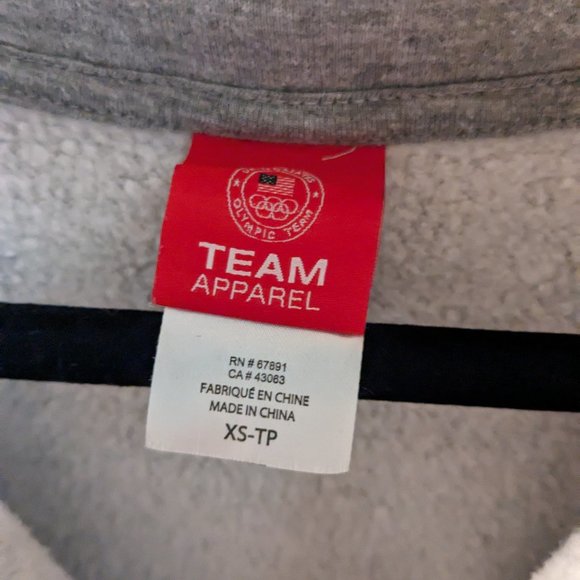 OLYMPIC TEAM
TEAM
APPAREL
RN # 67891
CA # 43063
FABRIQUÉ EN CHINE
MADE IN CHINA
XS-TP